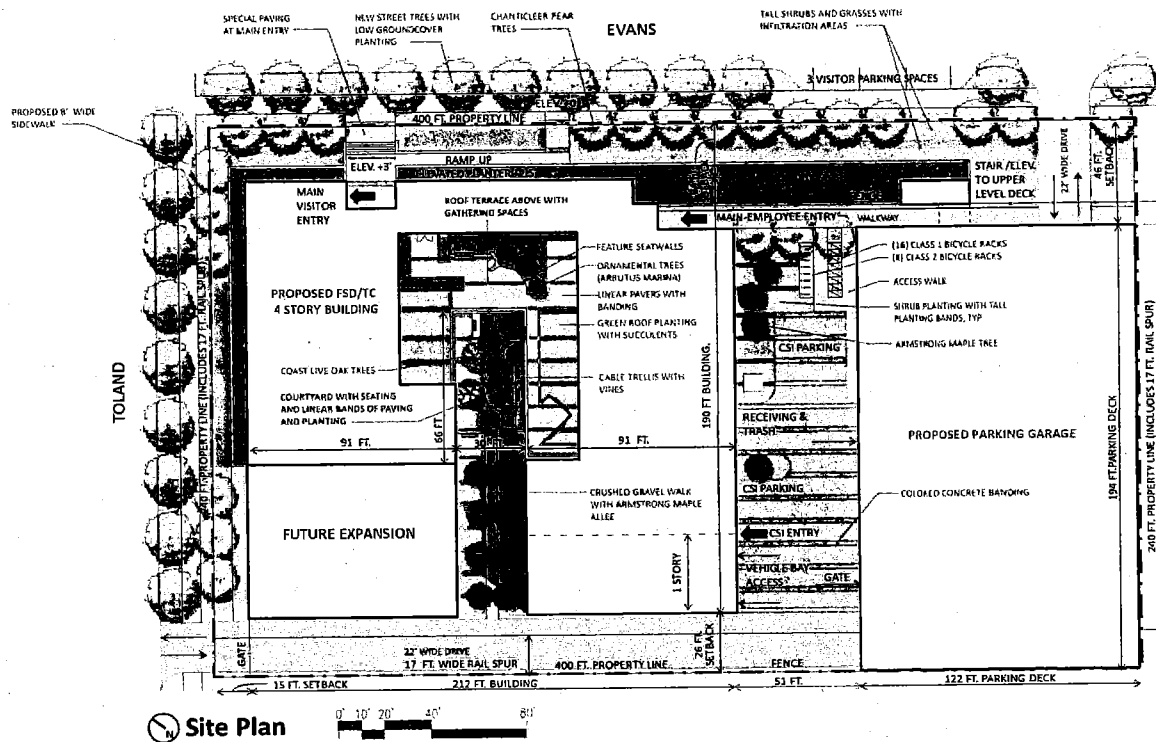 SPECIAL PAVING
AT MAIN ENTRY
NEW STREET TREES WITH
LOW GROUNDCOVER
PLANTING
CHANTICLEER PEAR
TREES
EVANS
TALL SHRUBS AND GRASSES WITH
INFILTRATION AREAS
3 VISITOR PARKING SPACES
PROPOSED 8' WIDE
SIDEWALK
400 FT. PROPERTY LINE
RAMP UP
ELEV. +3'
MAIN
VISITOR
ENTRY
ROOF TERRACE ABOVE WITH
GATHERING SPACES
STAIR /ELEV.
TO UPPER
LEVEL DECK
22' WIDE DRIVE
46 FT.
SETBACK
MAIN EMPLOYEE ENTRY
WALKWAY
FEATURE SEATWALLS
ORNAMENTAL TREES
(ARBUTUS MARINA)
LINEAR PAVERS WITH
BANDING
GREEN ROOF PLANTING
WITH SUCCULENTS
CABLE TRELLIS WITH
VINES
(16) CLASS 1 BICYCLE RACKS
(8) CLASS 2 BICYCLE RACKS
ACCESS WALK
SHRUB PLANTING WITH TALL
PLANTING BANDS, TYP
ARMSTRONG MAPLE TREE
CSI PARKING
PROPOSED FSD/TC
4 STORY BUILDING
TOLAND
240 FT. PROPERTY LINE (INCLUDES 17 FT. RAIL SPUR)
COAST LIVE OAK TREES
COURTYARD WITH SEATING
AND LINEAR BANDS OF PAVING
AND PLANTING
66 FT.
91 FT.
91 FT.
190 FT BUILDING.
RECEIVING &
TRASH
PROPOSED PARKING GARAGE
194 FT. PARKING DECK
240 FT. PROPERTY LINE (INCLUDES 17 FT. RAIL SPUR)
CSI PARKING
COLORED CONCRETE BANDING
CRUSHED GRAVEL WALK
WITH ARMSTRONG MAPLE
ALLEE
FUTURE EXPANSION
CSI ENTRY
1 STORY
VEHICLE BAY
ACCESS
GATE
GATE
22' WIDE DRIVE
17 FT. WIDE RAIL SPUR
400 FT. PROPERTY LINE
26 FT.
SETBACK
FENCE
15 FT. SETBACK
212 FT. BUILDING
53 FT.
122 FT. PARKING DECK
N
Site Plan
0' 10' 20' 40' 80'